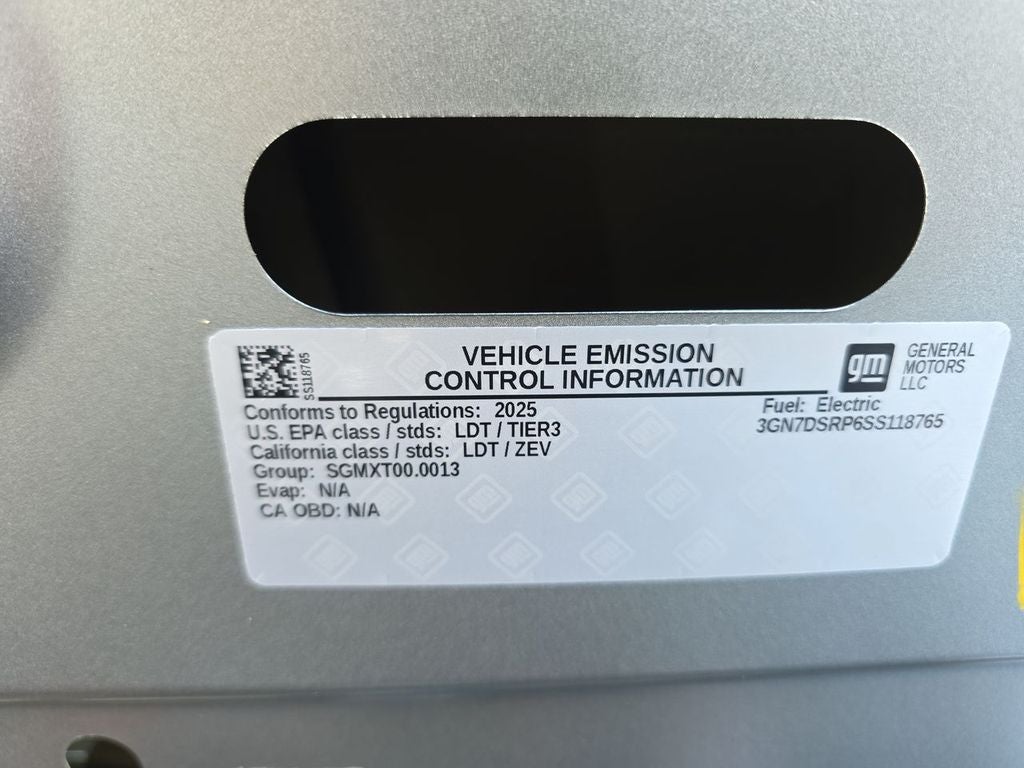 SS118765
VEHICLE EMISSION
CONTROL INFORMATION
gm
GENERAL
MOTORS
LLC
Conforms to Regulations: 2025
U.S. EPA class / stds: LDT / TIER3
California class / stds: LDT / ZEV
Group: SGMXT00.0013
Evap: N/A
CA OBD: N/A
Fuel: Electric
3GN7DSRP6SS118765